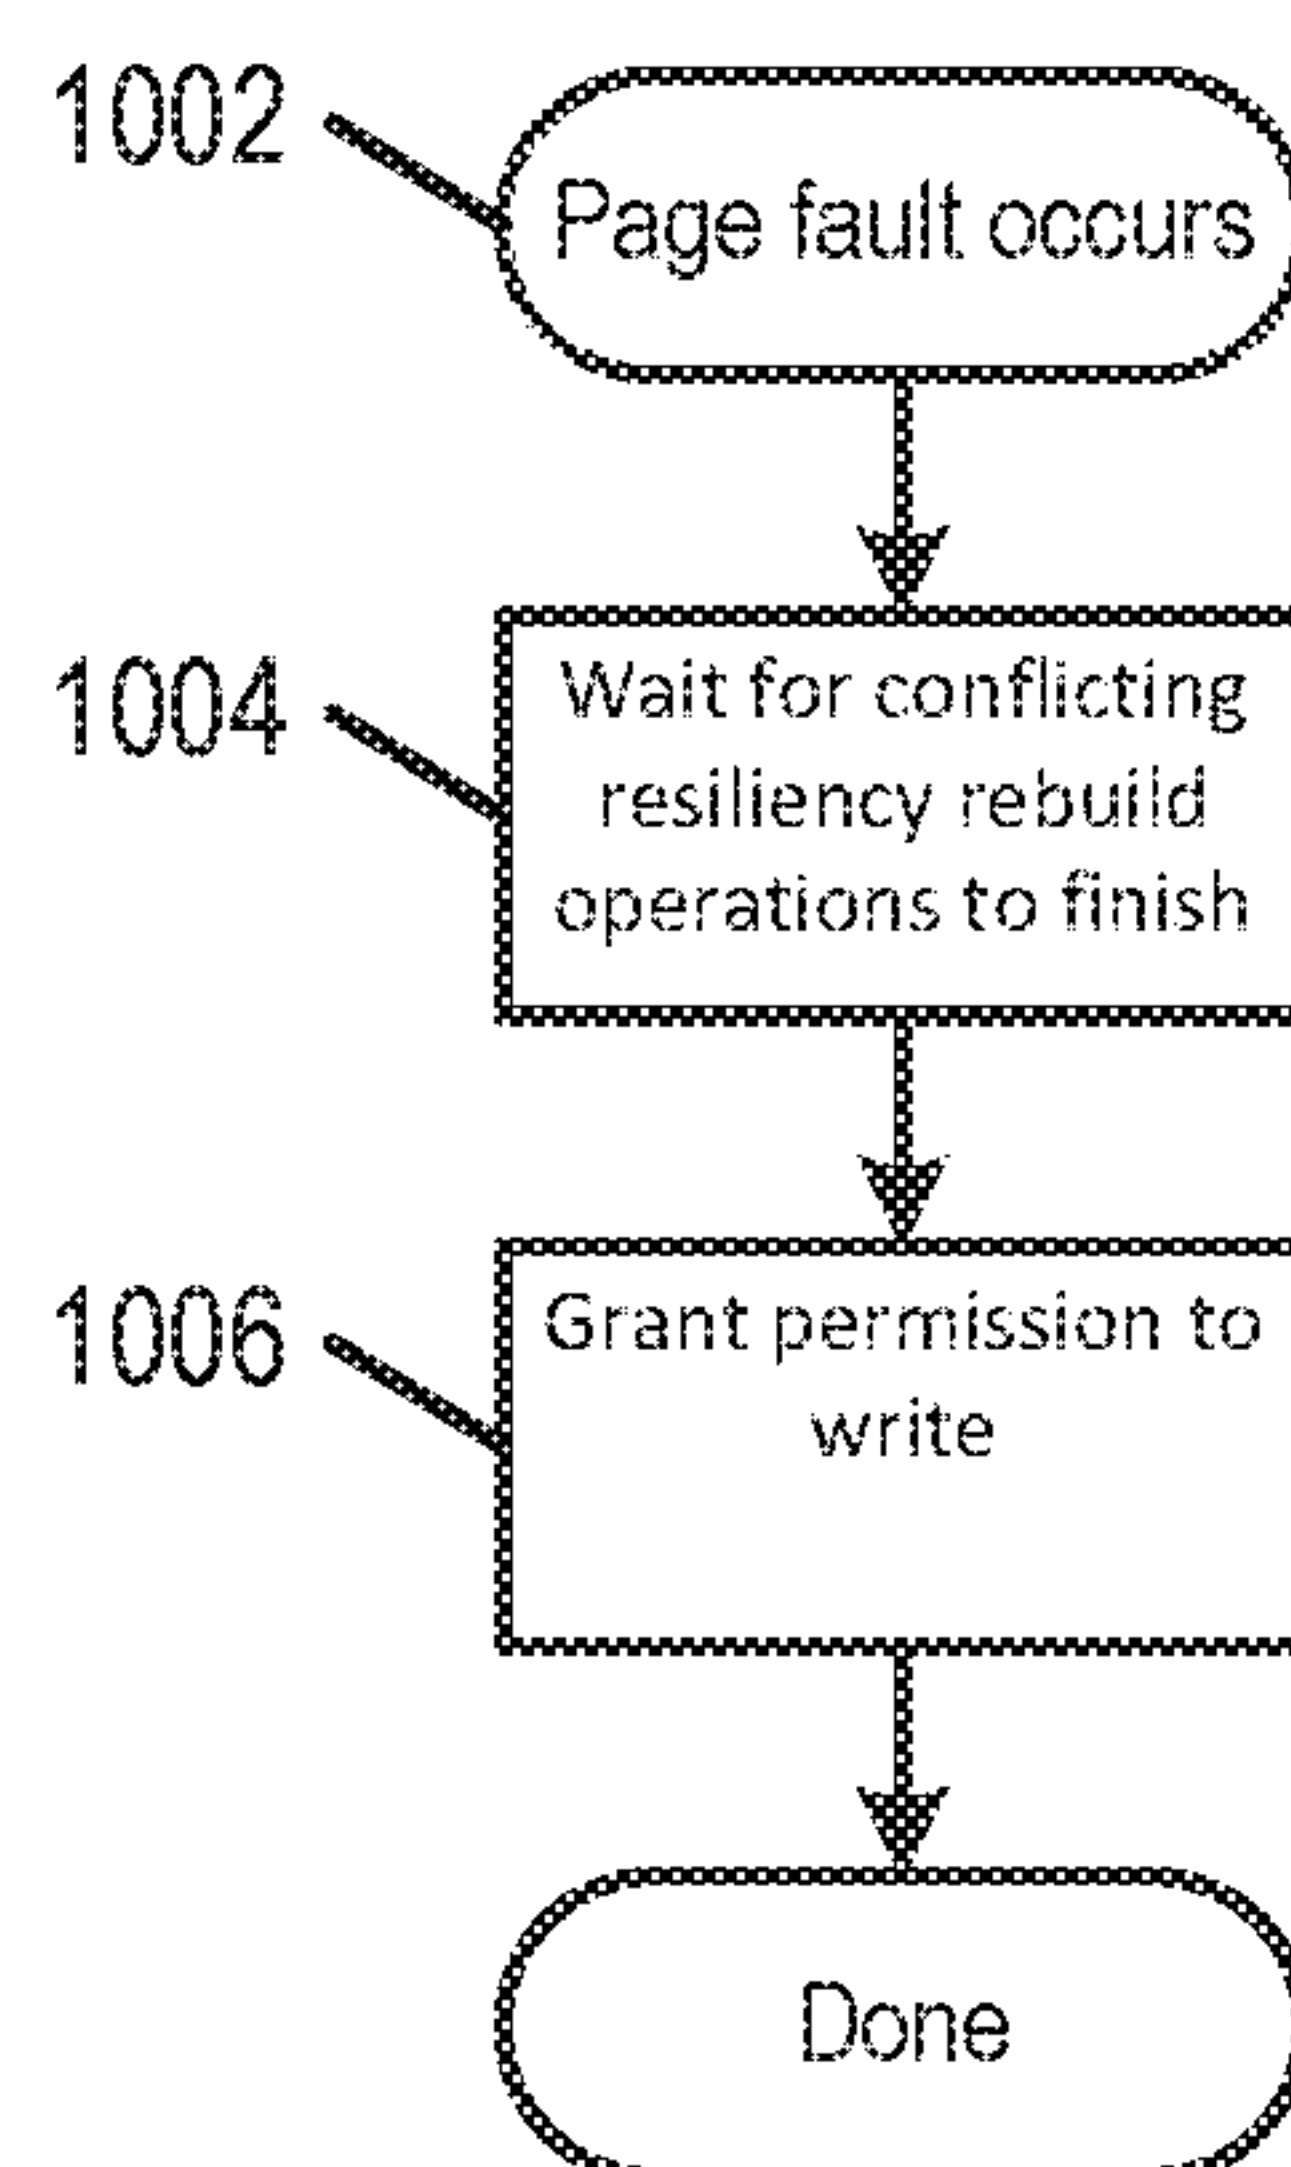 1002
Page fault occurs
1004
Wait for conflicting
resiliency rebuild
operations to finish
1006
Grant permission to
write
Done